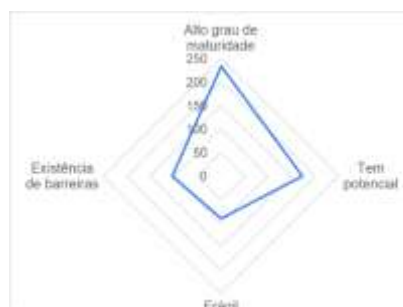 Alto grau de
maturidade
250
200
150
100
50
0
Existência
de barreiras
Tem
potencial
Frágil